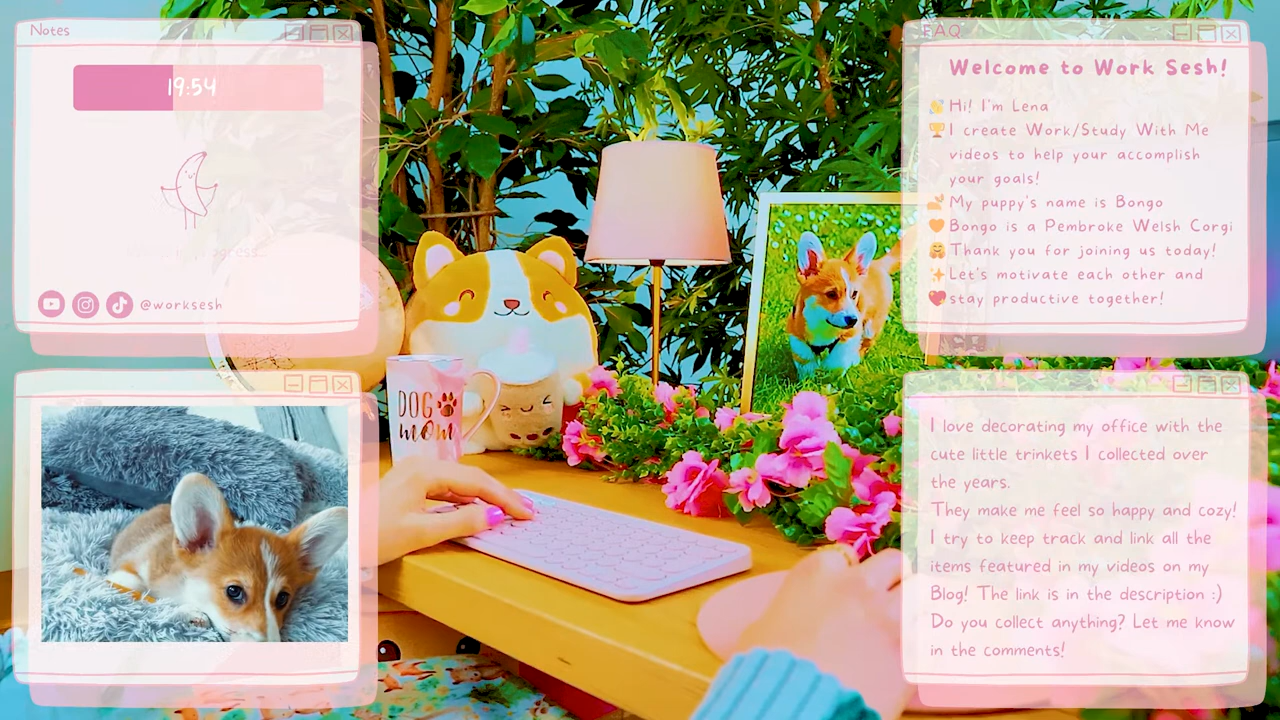 Notes
19:54
@worksesh
DOG
mom
FAQ
Welcome to Work Sesh!
👋Hi! I'm Lena
🏆I create Work/Study With Me
videos to help your accomplish
your goals!
My puppy's name is Bongo
🧡Bongo is a Pembroke Welsh Corgi
🤗Thank you for joining us today!
✨Let's motivate each other and
❤️stay productive together!
I love decorating my office with the
cute little trinkets I collected over
the years.
They make me feel so happy and cozy!
I try to keep track and link all the
items featured in my videos on my
Blog! The link is in the description :)
Do you collect anything? Let me know
in the comments!